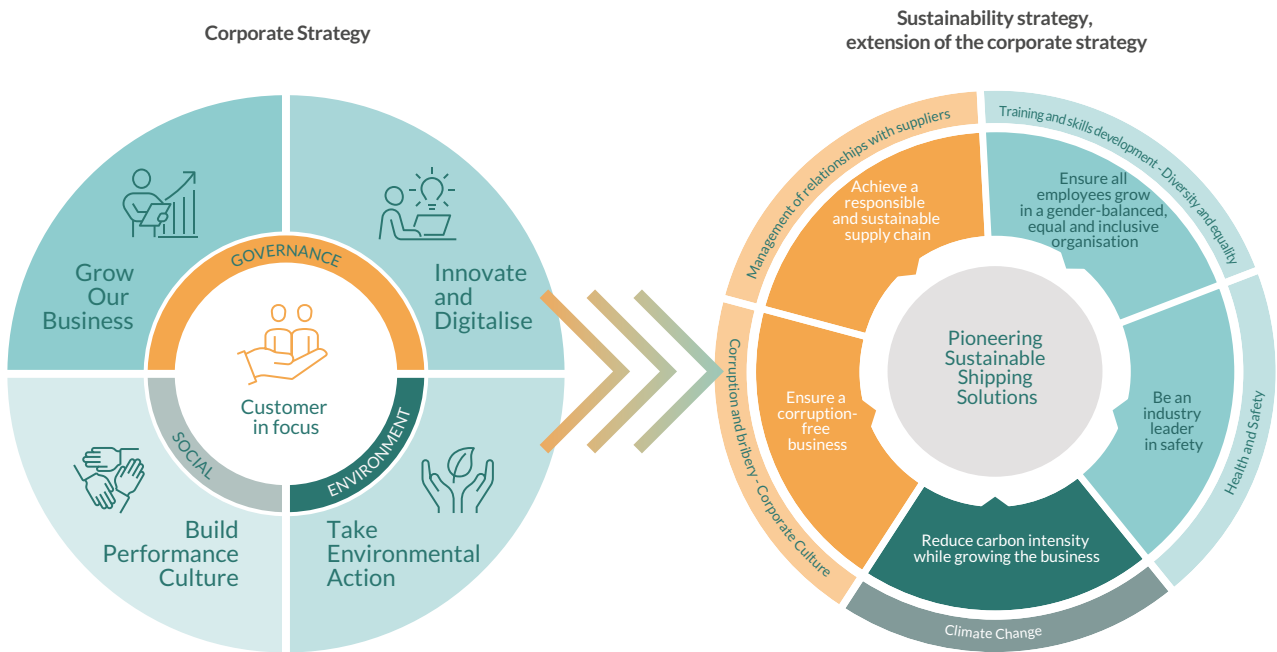 Corporate Strategy
Grow
Our
Business
Innovate
and
Digitalise
GOVERNANCE
Customer
in focus
SOCIAL
ENVIRONMENT
Build
Performance
Culture
Take
Environmental
Action
Sustainability strategy,
extension of the corporate strategy
Management of relationships with suppliers
Training and skills development - Diversity and equality
Achieve a
responsible
and sustainable
supply chain
Ensure all
employees grow
in a gender-balanced,
equal and inclusive
organisation
Pioneering
Sustainable
Shipping
Solutions
Corruption and bribery - Corporate Culture
Ensure a
corruption-
free
business
Be an
industry
leader
in safety
Health and Safety
Reduce carbon intensity
while growing the business
Climate Change